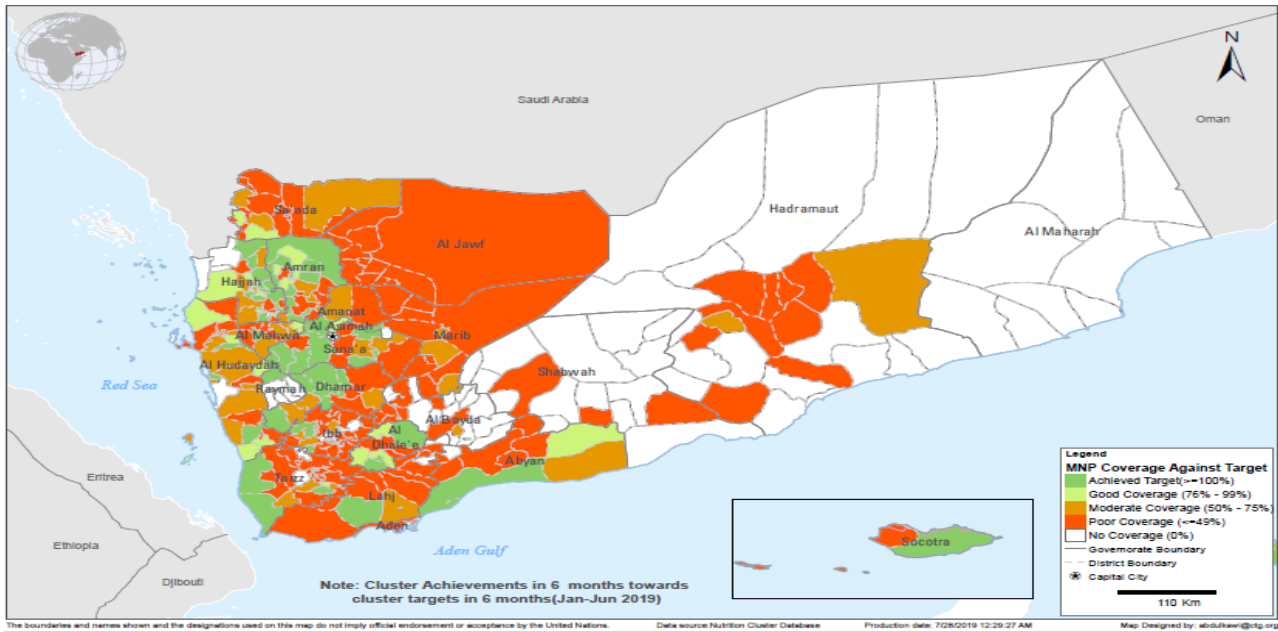 N
Saudi Arabia
Oman
Hadramaut
Al Maharah
Sa'ada
Al Jawf
Amran
Hajjah
Amanat
Al Asimah
Al Mahwit
Sana'a
Marib
Al Hudaydah
Shabwah
Red Sea
Raymah
Dhamar
Al Bayda
Ibb
Al
Dhale'e
Abyan
Eritrea
Taizz
Lahj
Aden
Ethiopia
Aden Gulf
Djibouti
Socotra
Legend
MNP Coverage Against Target
Achieved Target(>=100%)
Good Coverage (76% - 99%)
Moderate Coverage (50% - 75%)
Poor Coverage (<=49%)
No Coverage (0%)
Governorate Boundary
District Boundary
Capital City
110 Km
Note: Cluster Achievements in 6 months towards
cluster targets in 6 months(Jan-Jun 2019)
The boundaries and names shown and the designations used on this map do not imply official endorsement or acceptance by the United Nations.
Data source:Nutrition Cluster Database
Production date: 7/28/2019 12:29:27 AM
Map Designed by: abdulkawi@ctg.org